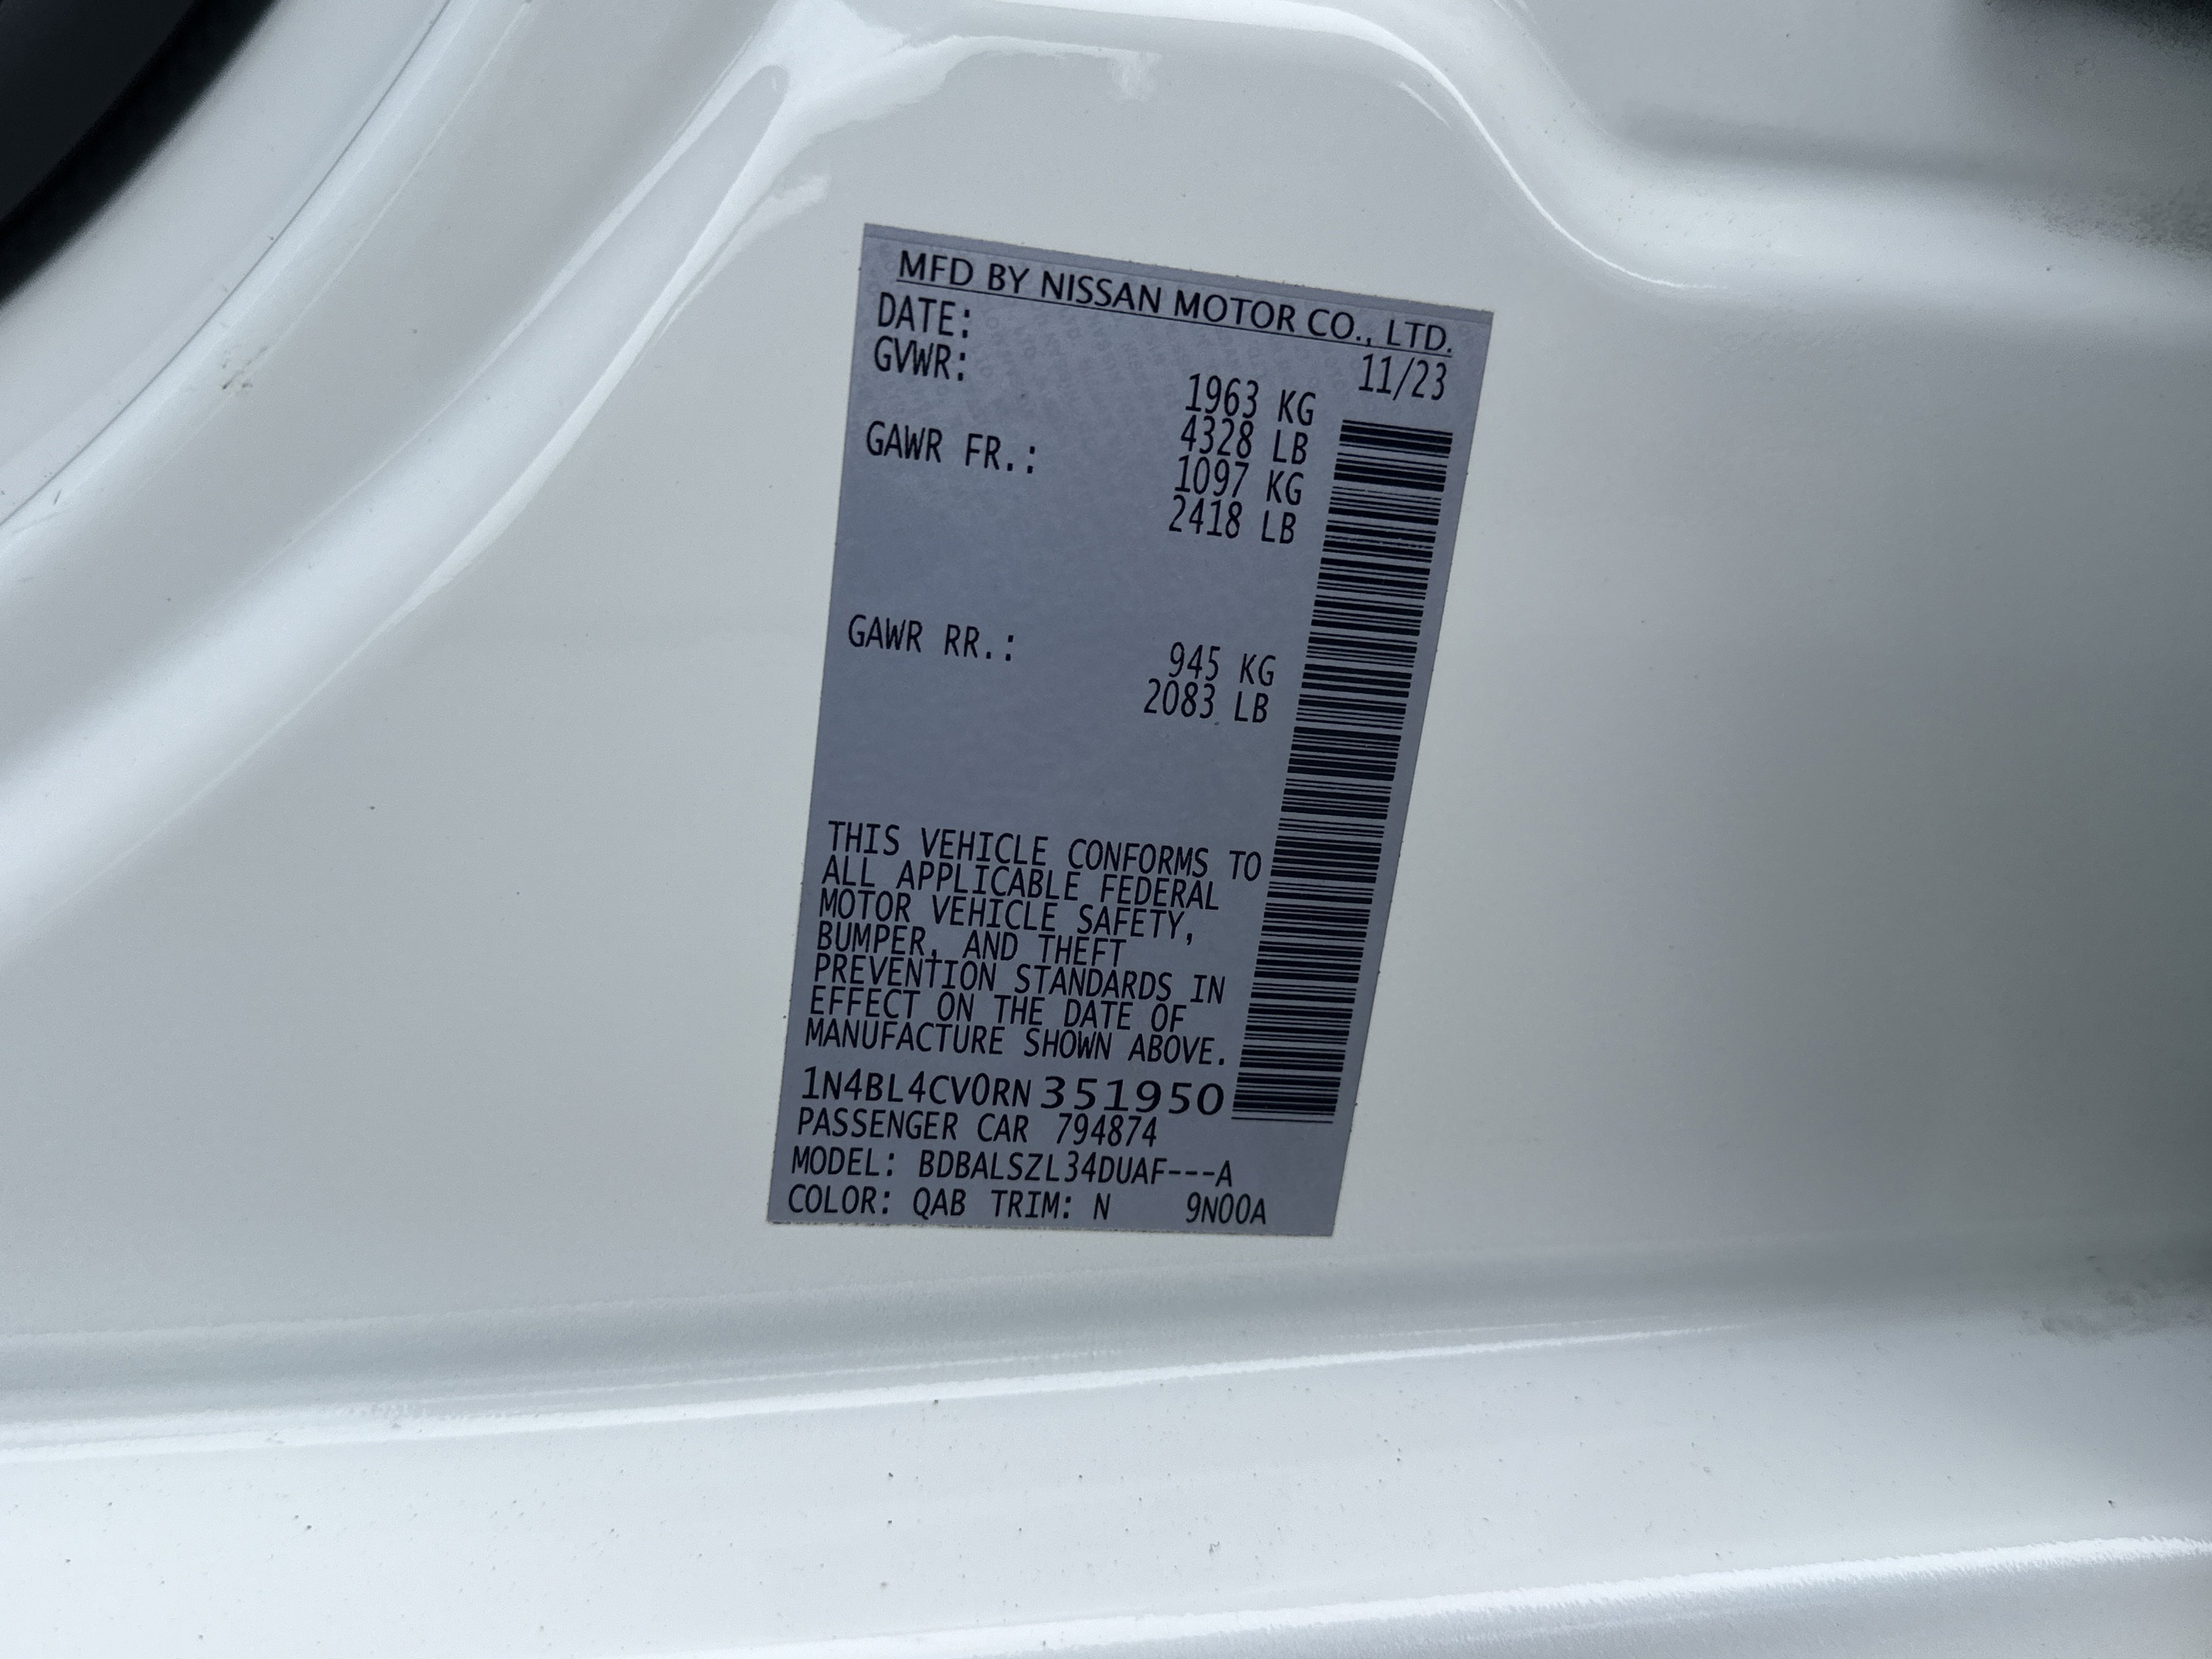 MFD BY NISSAN MOTOR CO., LTD.
DATE: 11/23
GVWR: 1963 KG
4328 LB
GAWR FR.: 1097 KG
2418 LB
GAWR RR.: 945 KG
2083 LB
THIS VEHICLE CONFORMS TO
ALL APPLICABLE FEDERAL
MOTOR VEHICLE SAFETY,
BUMPER, AND THEFT
PREVENTION STANDARDS IN
EFFECT ON THE DATE OF
MANUFACTURE SHOWN ABOVE.
1N4BL4CV0RN351950
PASSENGER CAR 794874
MODEL: BDBALSZL34DUAF---A
COLOR: QAB TRIM: N 9N00A